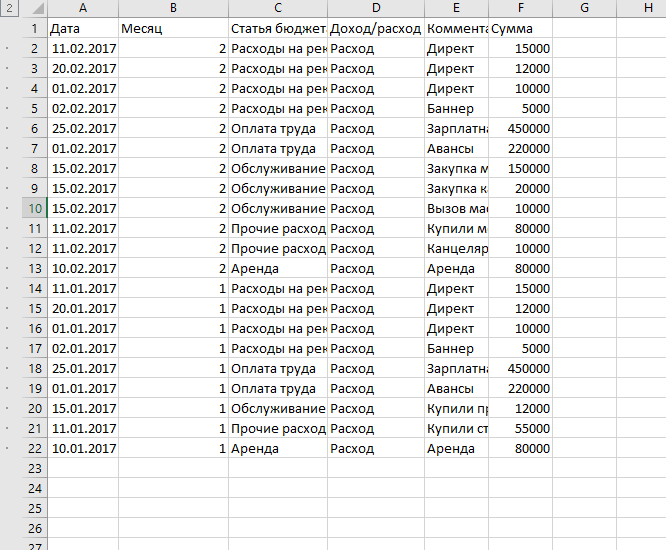 2
A B C D E F G H
1 Дата Месяц Статья бюджет Доход/расход Коммента Сумма
2 11.02.2017 2 Расходы на рек Расход Директ 15000
3 20.02.2017 2 Расходы на рек Расход Директ 12000
4 01.02.2017 2 Расходы на рек Расход Директ 10000
5 02.02.2017 2 Расходы на рек Расход Баннер 5000
6 25.02.2017 2 Оплата труда Расход Зарплатна 450000
7 01.02.2017 2 Оплата труда Расход Авансы 220000
8 15.02.2017 2 Обслуживание Расход Закупка м 150000
9 15.02.2017 2 Обслуживание Расход Закупка к 20000
10 15.02.2017 2 Обслуживание Расход Вызов мас 10000
11 11.02.2017 2 Прочие расход Расход Купили м 80000
12 11.02.2017 2 Прочие расход Расход Канцеляр 10000
13 10.02.2017 2 Аренда Расход Аренда 80000
14 11.01.2017 1 Расходы на рек Расход Директ 15000
15 20.01.2017 1 Расходы на рек Расход Директ 12000
16 01.01.2017 1 Расходы на рек Расход Директ 10000
17 02.01.2017 1 Расходы на рек Расход Баннер 5000
18 25.01.2017 1 Оплата труда Расход Зарплатна 450000
19 01.01.2017 1 Оплата труда Расход Авансы 220000
20 15.01.2017 1 Обслуживание Расход Купили пр 12000
21 11.01.2017 1 Прочие расход Расход Купили ст 55000
22 10.01.2017 1 Аренда Расход Аренда 80000
23
24
25
26
27